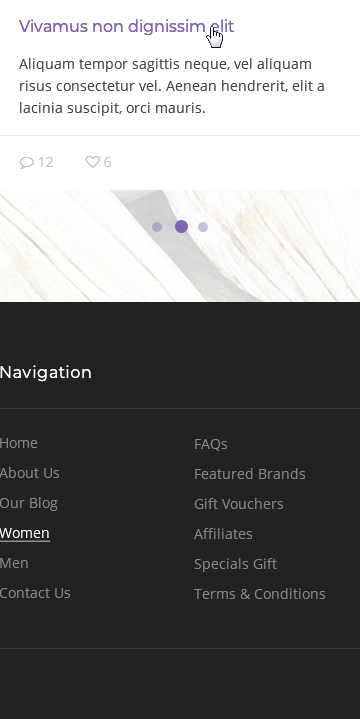 Vivamus non dignissim elit
Aliquam tempor sagittis neque, vel aliquam
risus consectetur vel. Aenean hendrerit, elit a
lacinia suscipit, orci mauris.
12 6
Navigation
Home
About Us
Our Blog
Women
Men
Contact Us
FAQs
Featured Brands
Gift Vouchers
Affiliates
Specials Gift
Terms & Conditions